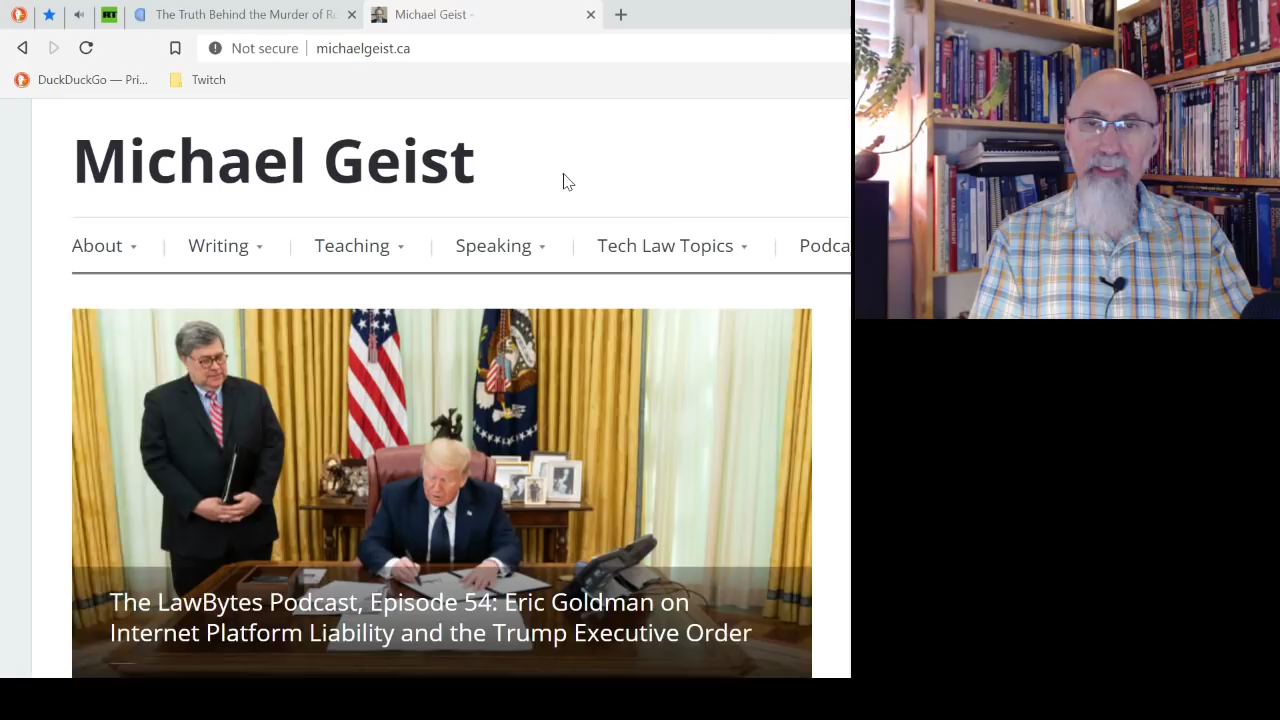 RT
The Truth Behind the Murder of
Michael Geist -
Not secure
michaelgeist.ca
DuckDuckGo — Pri...
Twitch
Michael Geist
About
Writing
Teaching
Speaking
Tech Law Topics
Podca
The LawBytes Podcast, Episode 54: Eric Goldman on
Internet Platform Liability and the Trump Executive Order